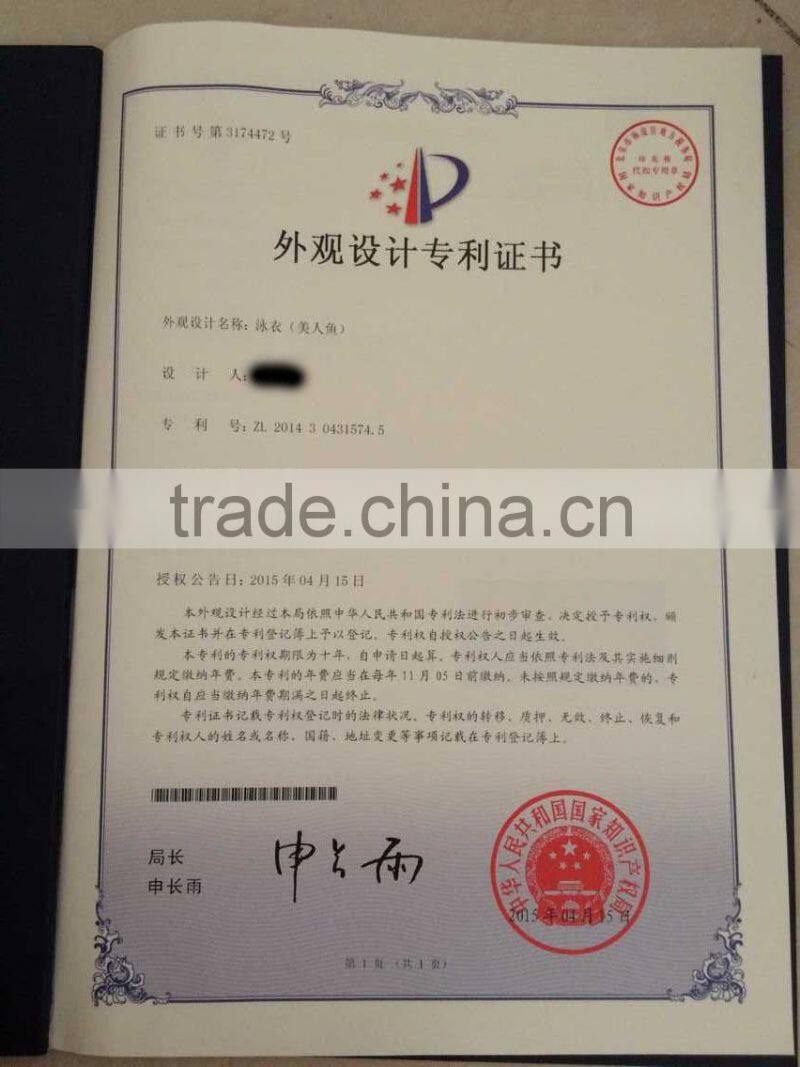 证书号第3174472号
国家知识产权局
代扣专用章
外观设计专利证书
外观设计名称：泳衣（美人鱼）
设 计 人：
专 利 号：ZL 2014 3 0431574.5
trade.china.cn
授权公告日：2015年04月15日
本外观设计经过本局依照中华人民共和国专利法进行初步审查，决定授予专利权，颁
发本证书并在专利登记簿上予以登记。专利权自授权公告之日起生效。
本专利的专利权期限为十年，自申请日起算。专利权人应当依照专利法及其实施细则
规定缴纳年费。本专利的年费应当在每年11月05日前缴纳。未按照规定缴纳年费的，专
利权自应当缴纳年费期满之日起终止。
专利证书记载专利权登记时的法律状况。专利权的转移、质押、无效、终止、恢复和
专利权人的姓名或名称、国籍、地址变更等事项记载在专利登记簿上。
局长
申长雨
申长雨
中华人民共和国国家知识产权局
2015年04月15日
第1页（共1页）